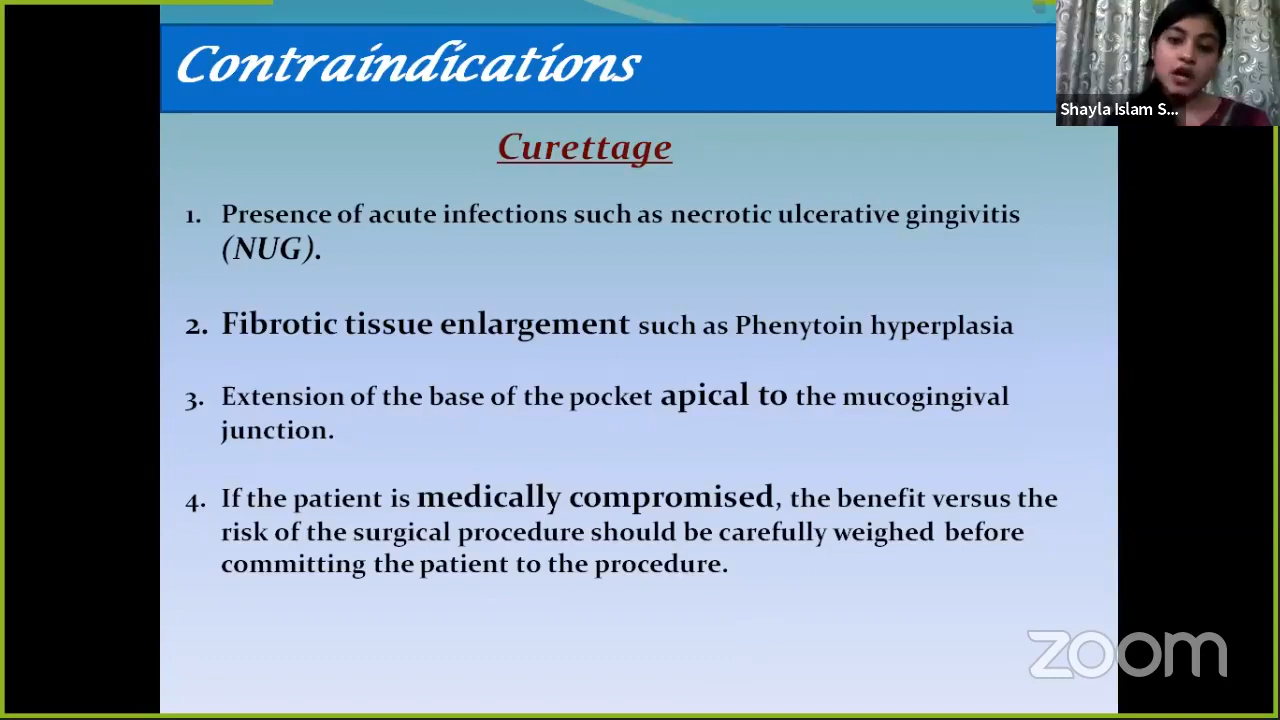 Contraindications
Shayla Islam S...
Curettage
1. Presence of acute infections such as necrotic ulcerative gingivitis
(NUG).
2. Fibrotic tissue enlargement such as Phenytoin hyperplasia
3. Extension of the base of the pocket apical to the mucogingival
junction.
4. If the patient is medically compromised, the benefit versus the
risk of the surgical procedure should be carefully weighed before
committing the patient to the procedure.
zoom